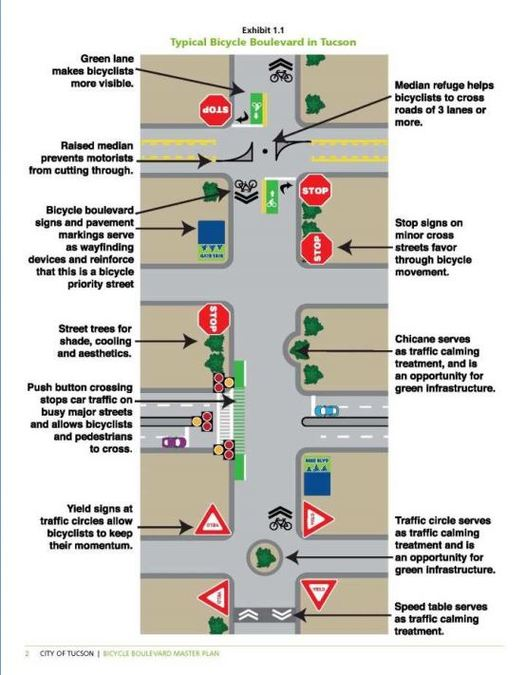 Exhibit 1.1
Typical Bicycle Boulevard in Tucson
Green lane
makes bicyclists
more visible.
Median refuge helps
bicyclists to cross
roads of 3 lanes or
more.
STOP
Raised median
prevents motorists
from cutting through.
STOP
Bicycle boulevard
signs and pavement
markings serve
as wayfinding
devices and reinforce
that this is a bicycle
priority street
STOP
Stop signs on
minor cross
streets favor
through bicycle
movement.
STOP
Street trees for
shade, cooling
and aesthetics.
Chicane serves
as traffic calming
treatment, and is
an opportunity for
green infrastructure.
Push button crossing
stops car traffic on
busy major streets
and allows bicyclists
and pedestrians
to cross.
BIKE BLVD
Yield signs at
traffic circles allow
bicyclists to keep
their momentum.
YIELD
YIELD
Traffic circle serves
as traffic calming
treatment and is
an opportunity for
green infrastructure.
YIELD
YIELD
Speed table serves
as traffic calming
treatment.
2 CITY OF TUCSON | BICYCLE BOULEVARD MASTER PLAN